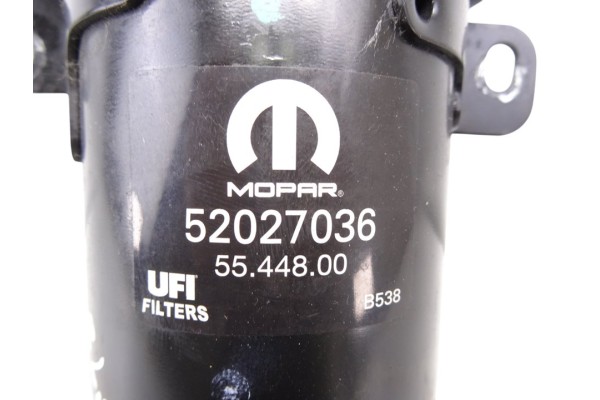 MOPAR®
52027036
55.448.00
UFI
FILTERS
B538